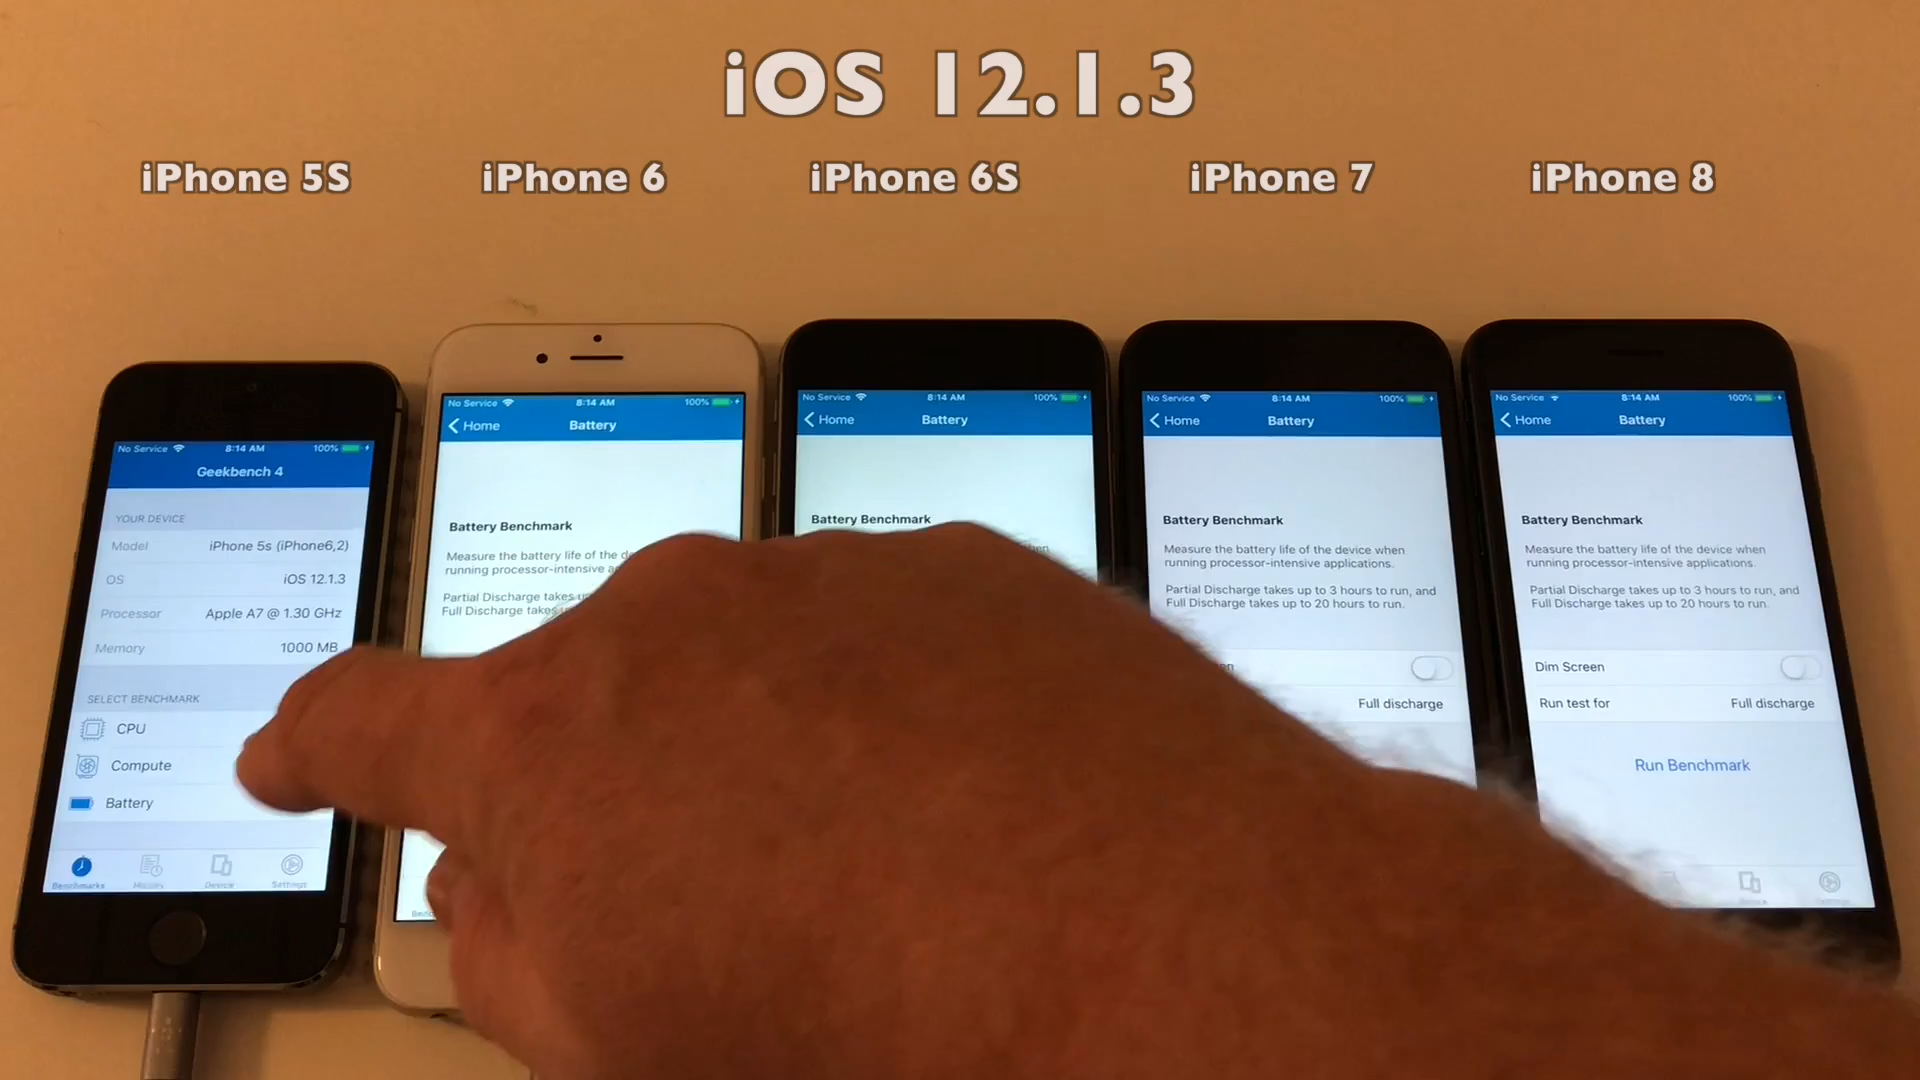 iOS 12.1.3
iPhone 5S
iPhone 6
iPhone 6S
iPhone 7
iPhone 8
No Service 8:14 AM 100%
Geekbench 4
YOUR DEVICE
Model iPhone 5s (iPhone6,2)
OS iOS 12.1.3
Processor Apple A7 @ 1.30 GHz
Memory 1000 MB
SELECT BENCHMARK
CPU
Compute
Battery
Benchmarks History Device Settings
No Service 8:14 AM 100%
Home Battery
Battery Benchmark
Measure the battery life of the
running processor-intensive
Partial Discharge takes
Full Discharge takes
No Service 8:14 AM 100%
Home Battery
Battery Benchmark
No Service 8:14 AM 100%
Home Battery
Battery Benchmark
Measure the battery life of the device when
running processor-intensive applications.
Partial Discharge takes up to 3 hours to run, and
Full Discharge takes up to 20 hours to run.
Full discharge
No Service 8:14 AM 100%
Home Battery
Battery Benchmark
Measure the battery life of the device when
running processor-intensive applications.
Partial Discharge takes up to 3 hours to run, and
Full Discharge takes up to 20 hours to run.
Dim Screen
Run test for Full discharge
Run Benchmark